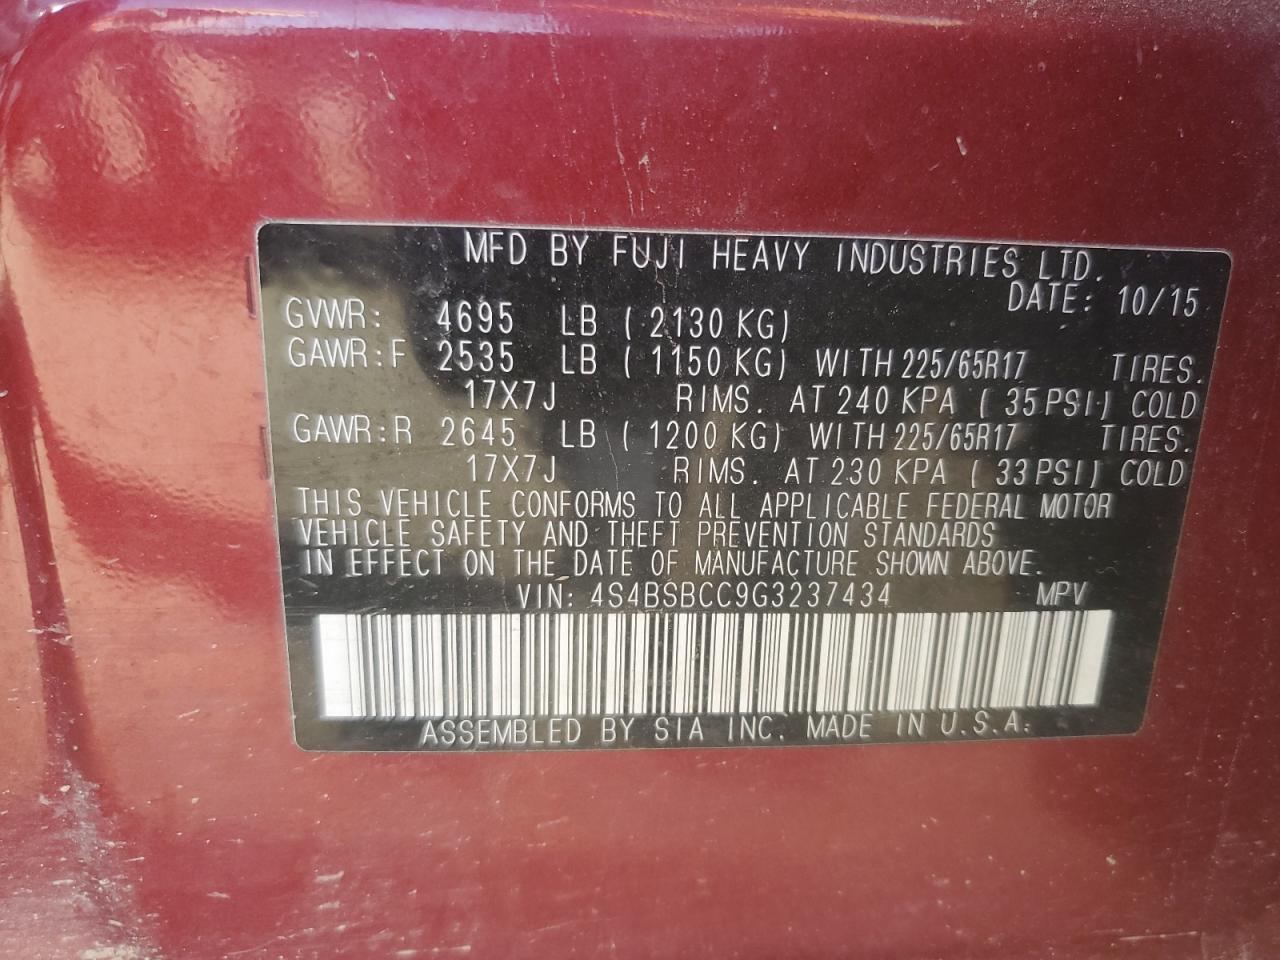 MFD BY FUJI HEAVY INDUSTRIES LTD.
DATE: 10/15
GVWR: 4695 LB (2130 KG)
GAWR:F 2535 LB (1150 KG) WITH 225/65R17 TIRES.
17X7J RIMS. AT 240 KPA (35 PSI) COLD
GAWR:R 2645 LB (1200 KG) WITH 225/65R17 TIRES.
17X7J RIMS. AT 230 KPA (33 PSI) COLD
THIS VEHICLE CONFORMS TO ALL APPLICABLE FEDERAL MOTOR
VEHICLE SAFETY AND THEFT PREVENTION STANDARDS
IN EFFECT ON THE DATE OF MANUFACTURE SHOWN ABOVE.
VIN: 4S4BSBCC9G3237434 MPV
ASSEMBLED BY SIA INC. MADE IN U.S.A.